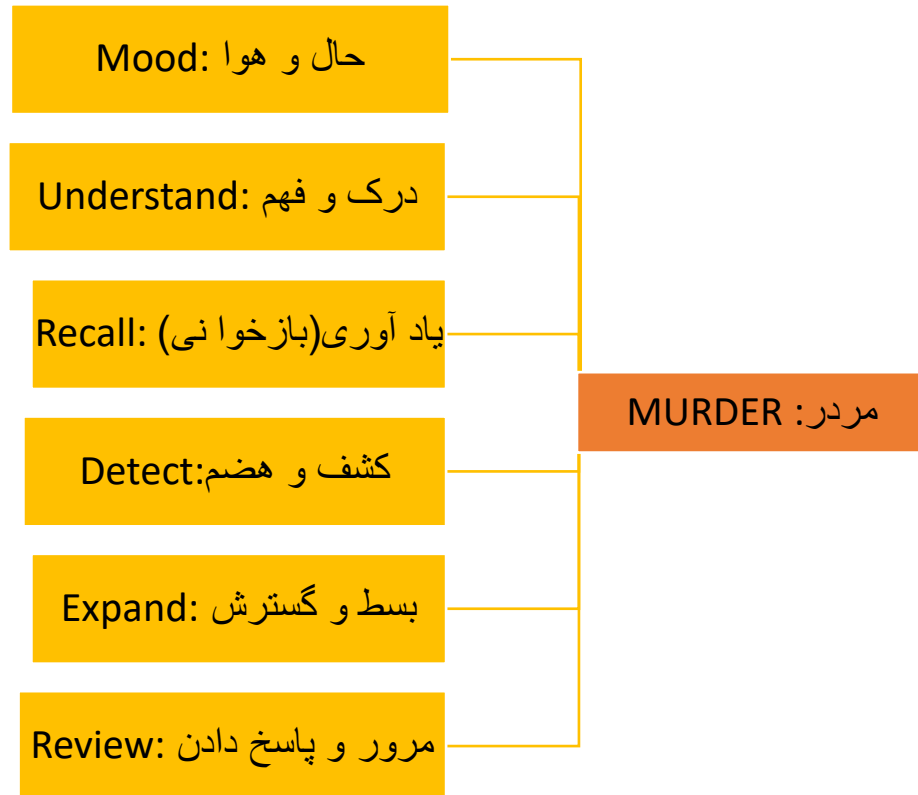 Mood: حال و هوا
Understand: درک و فهم
Recall: یاد آوری(بازخوا نی)
Detect:کشف و هضم
Expand: بسط و گسترش
Review: مرور و پاسخ دادن
مردر: MURDER